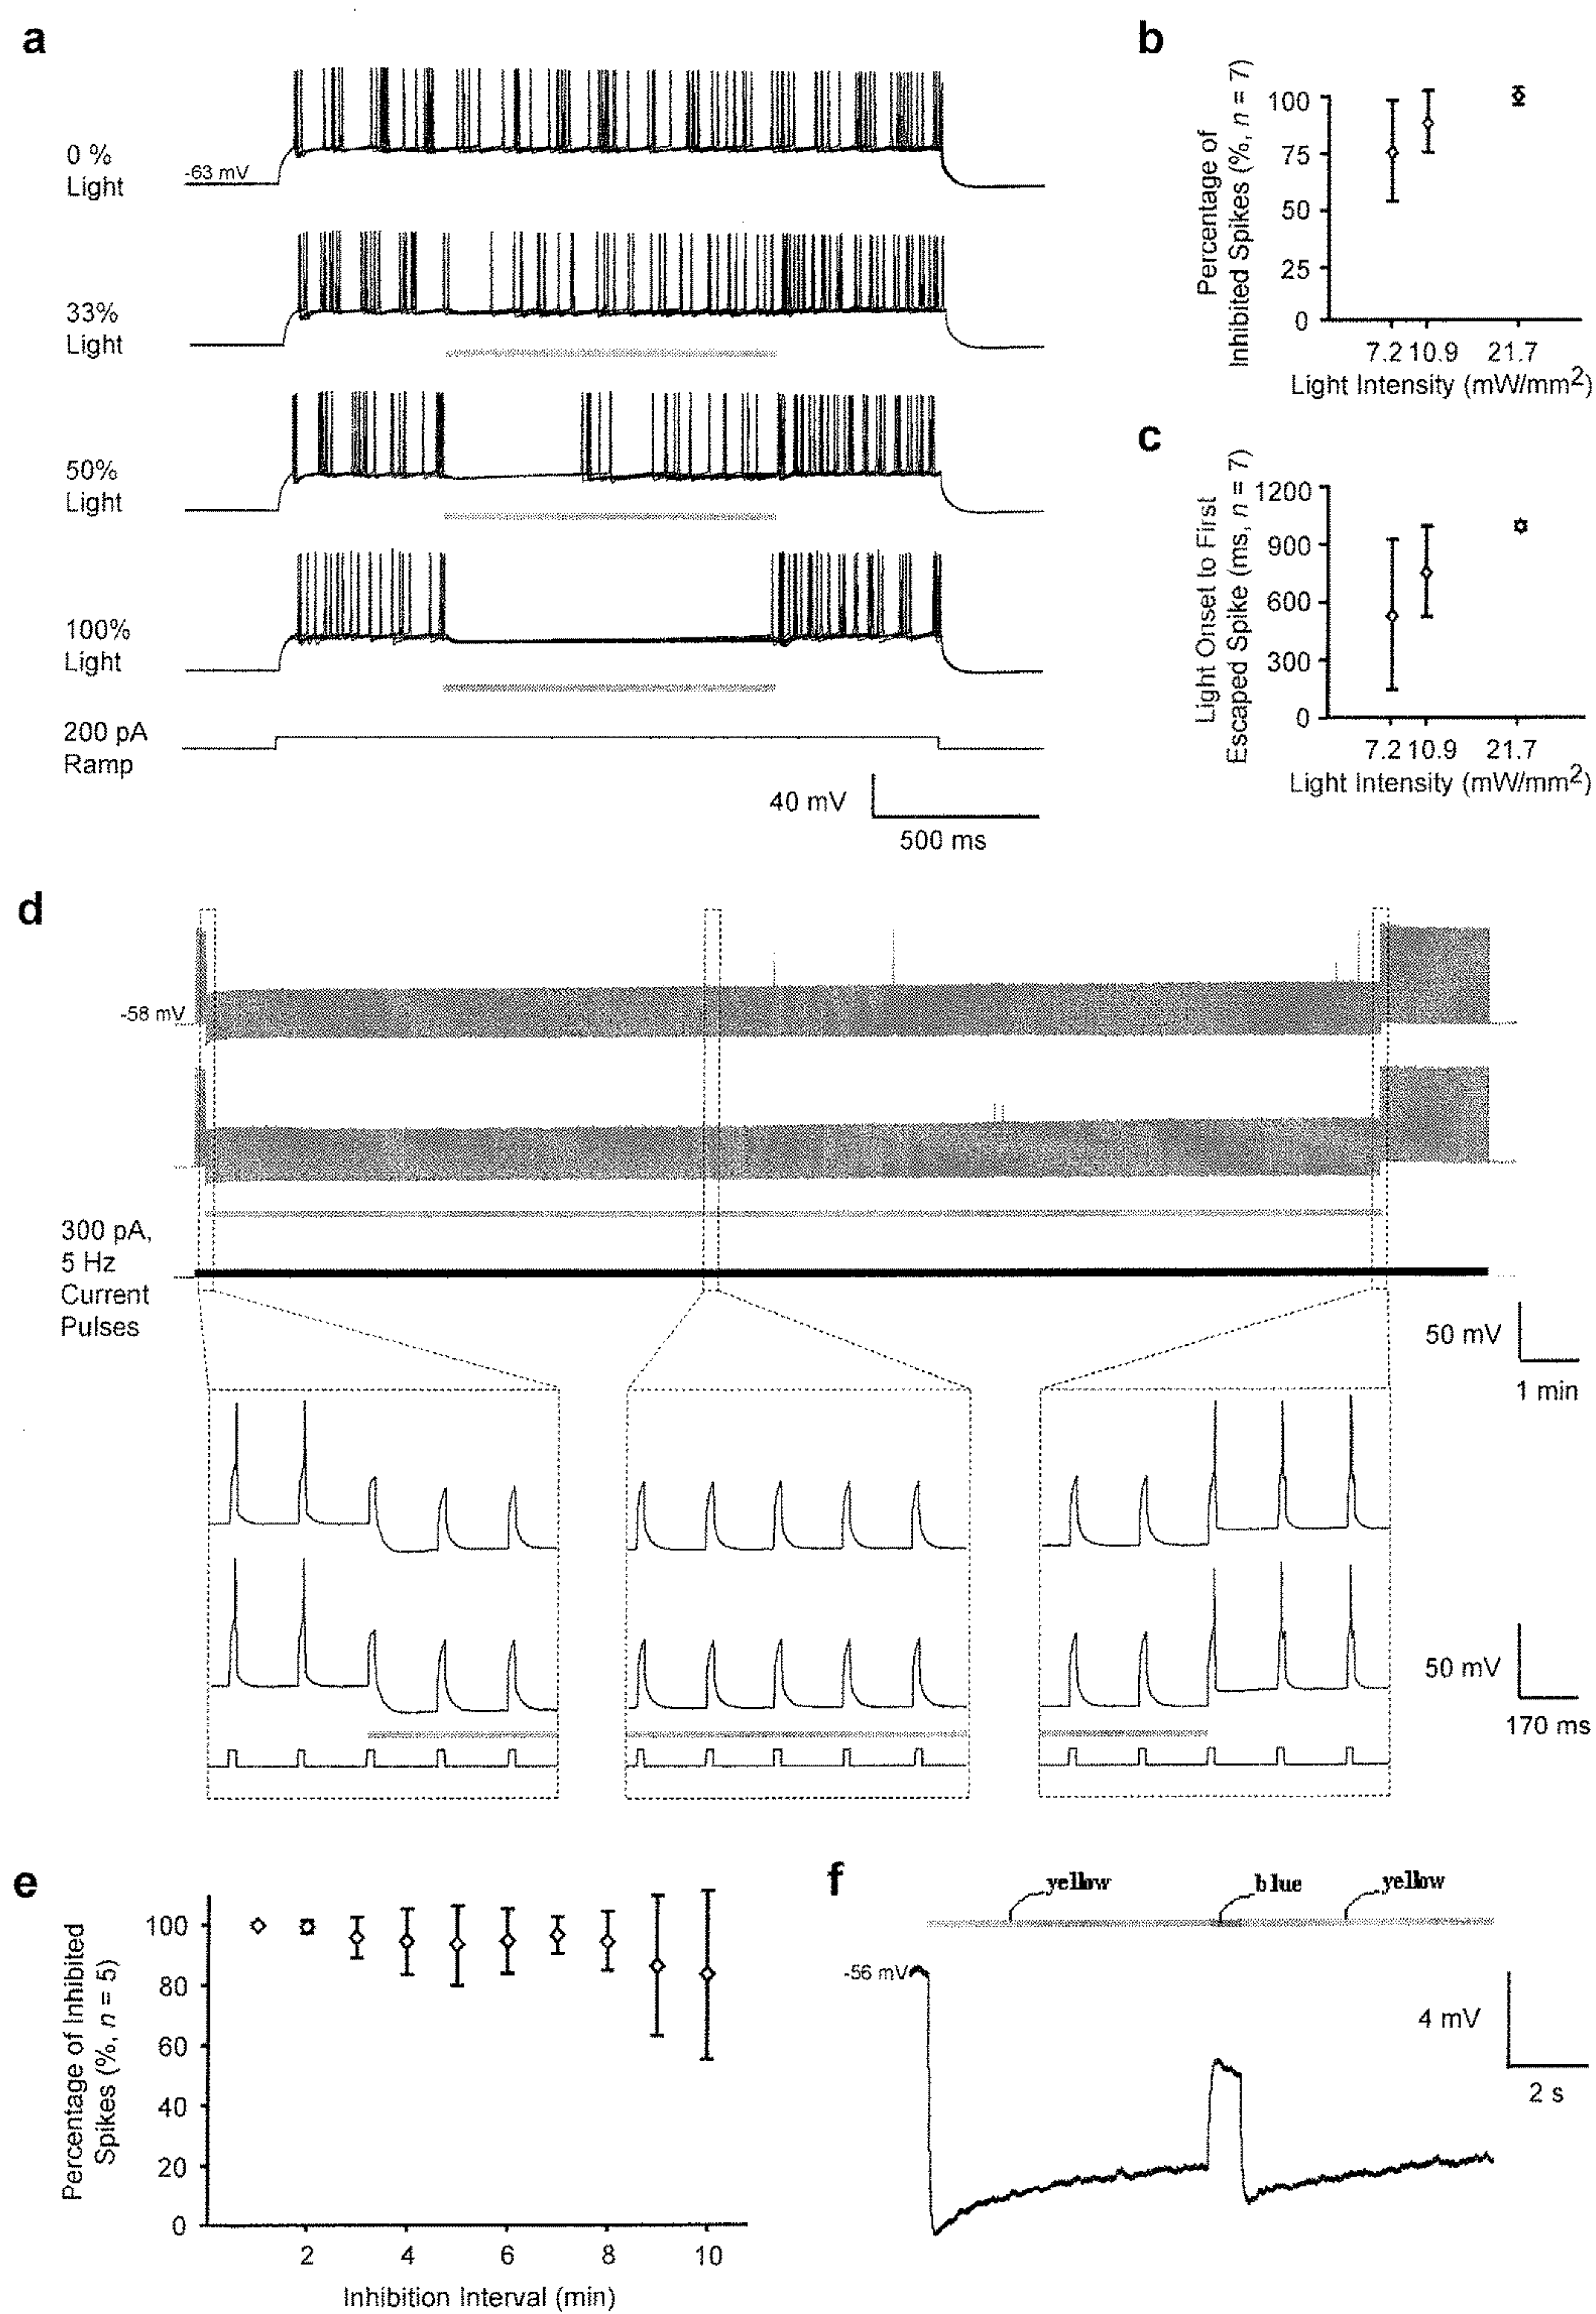 a
0 %
Light
-63 mV
33%
Light
50%
Light
100%
Light
200 pA
Ramp
40 mV
500 ms
b
Percentage of
Inhibited Spikes (%, n = 7)
100
75
50
25
0
7.2 10.9 21.7
Light Intensity (mW/mm2)
c
Light Onset to First
Escaped Spike (ms, n = 7)
1200
900
600
300
0
7.2 10.9 21.7
Light Intensity (mW/mm2)
d
-58 mV
300 pA,
5 Hz
Current
Pulses
50 mV
1 min
50 mV
170 ms
e
Percentage of Inhibited
Spikes (%, n = 5)
100
80
60
40
20
0
2 4 6 8 10
Inhibition Interval (min)
f
yellow blue yellow
-56 mV
4 mV
2 s